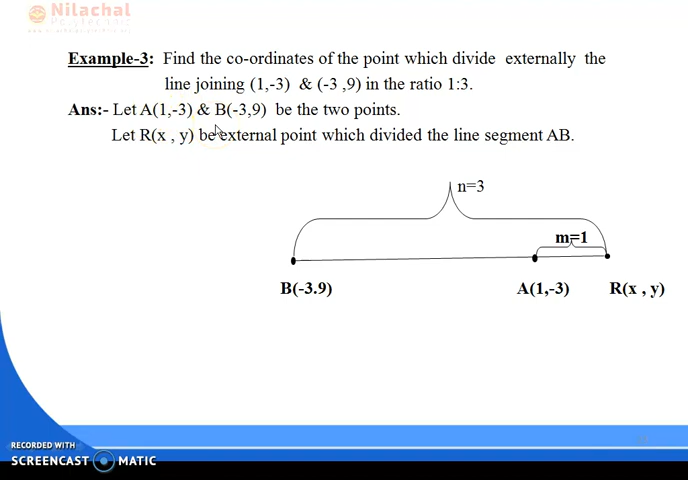 Nilachal
Polytechnic
Example-3: Find the co-ordinates of the point which divide externally the
line joining (1,-3) & (-3 ,9) in the ratio 1:3.
Ans:- Let A(1,-3) & B(-3,9) be the two points.
Let R(x , y) be external point which divided the line segment AB.
n=3
m=1
B(-3.9)
A(1,-3)
R(x , y)
RECORDED WITH
SCREENCAST MATIC